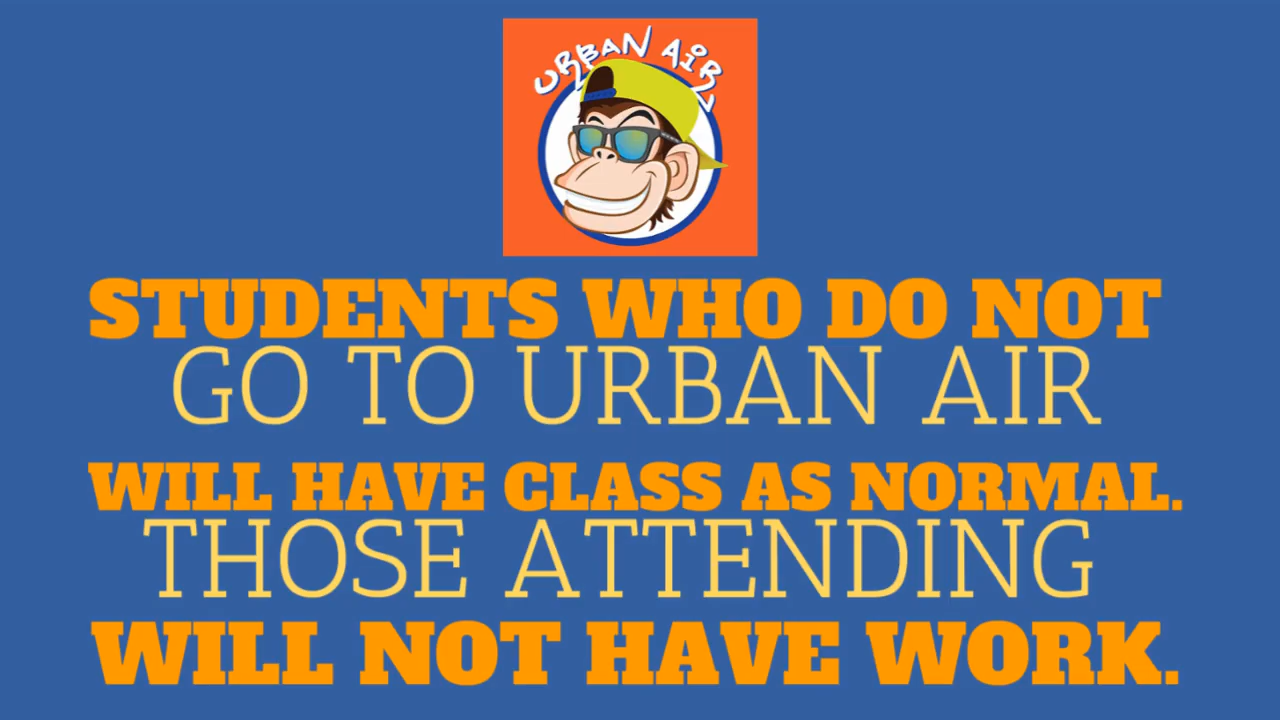 URBAN AIR
STUDENTS WHO DO NOT
GO TO URBAN AIR
WILL HAVE CLASS AS NORMAL.
THOSE ATTENDING
WILL NOT HAVE WORK.